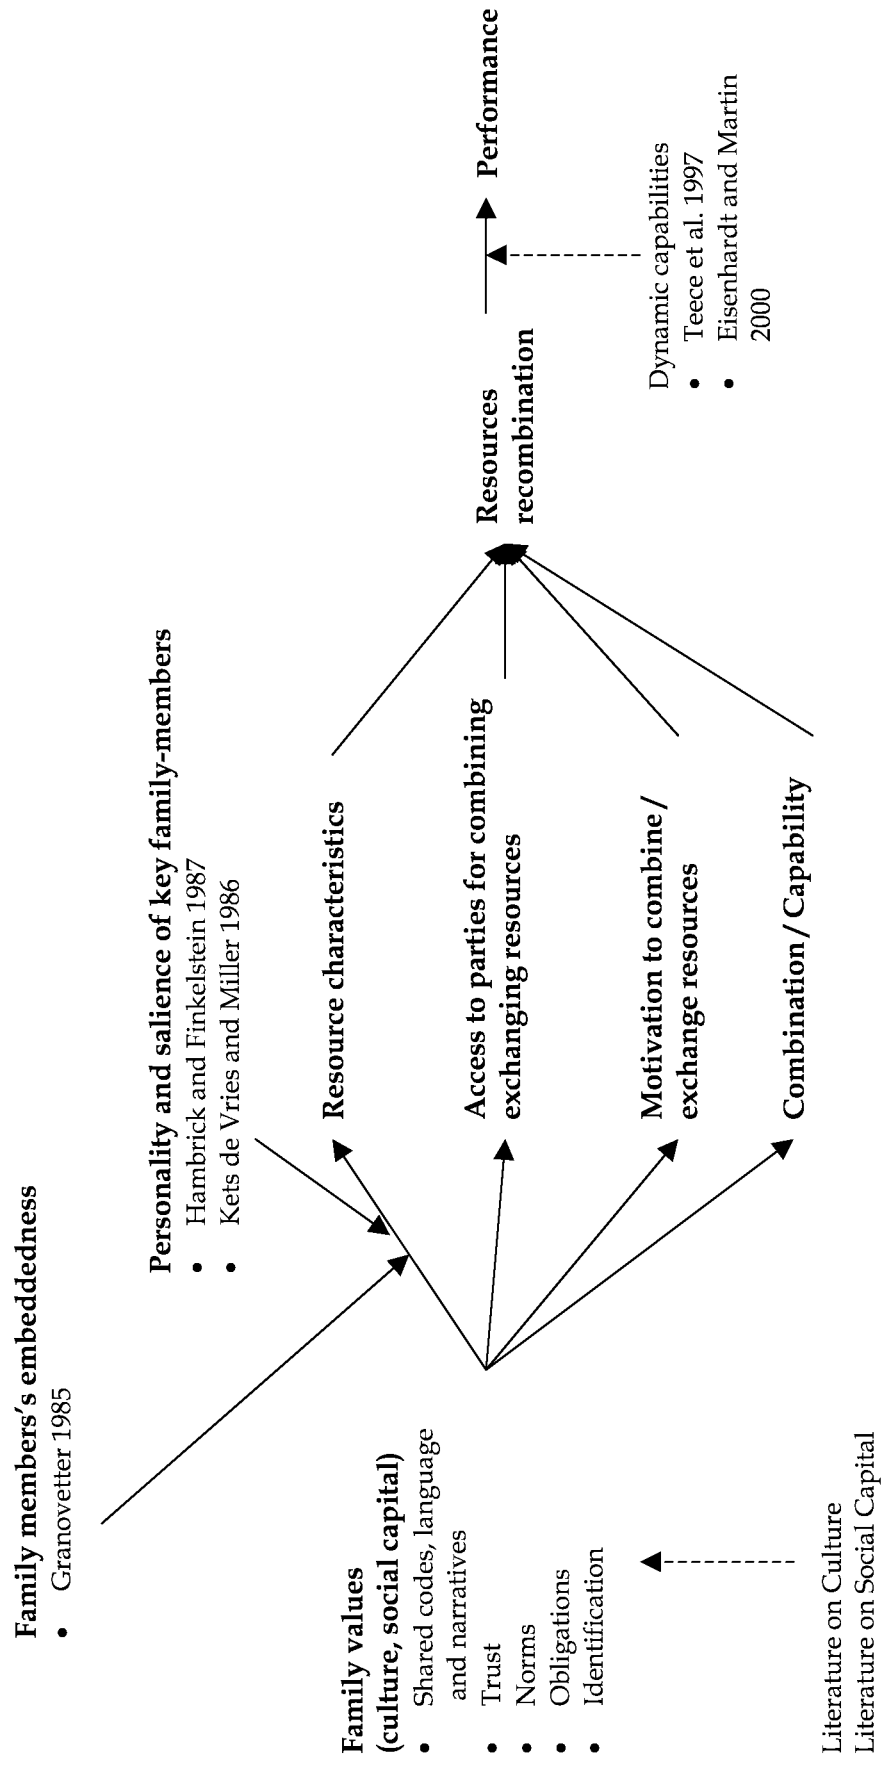 Family members's embeddedness
• Granovetter 1985
Personality and salience of key family-members
• Hambrick and Finkelstein 1987
• Kets de Vries and Miller 1986
Family values
(culture, social capital)
• Shared codes, language
and narratives
• Trust
• Norms
• Obligations
• Identification
Resource characteristics
Access to parties for combining
exchanging resources
Motivation to combine /
exchange resources
Combination / Capability
Resources
recombination
Performance
Dynamic capabilities
• Teece et al. 1997
• Eisenhardt and Martin
2000
Literature on Culture
Literature on Social Capital